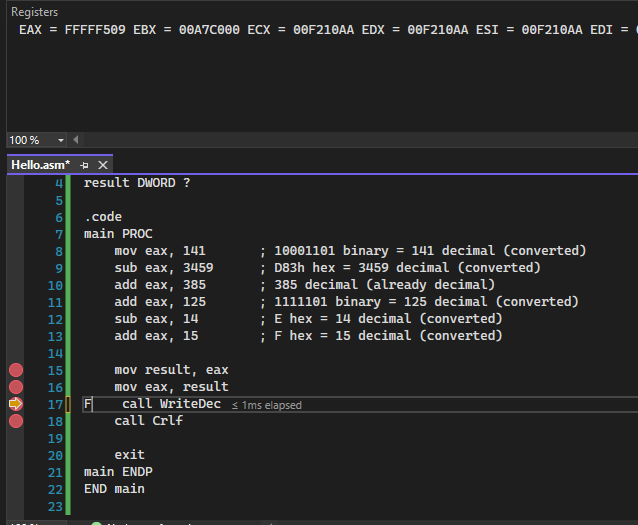 Registers
EAX = FFFFF509 EBX = 00A7C000 ECX = 00F210AA EDX = 00F210AA ESI = 00F210AA EDI =
100 %
Hello.asm*
4 result DWORD ?
5
6 .code
7 main PROC
8 mov eax, 141 ; 10001101 binary = 141 decimal (converted)
9 sub eax, 3459 ; D83h hex = 3459 decimal (converted)
10 add eax, 385 ; 385 decimal (already decimal)
11 add eax, 125 ; 1111101 binary = 125 decimal (converted)
12 sub eax, 14 ; E hex = 14 decimal (converted)
13 add eax, 15 ; F hex = 15 decimal (converted)
14
15 mov result, eax
16 mov eax, result
17 F call WriteDec ≤ 1ms elapsed
18 call Crlf
19
20 exit
21 main ENDP
22 END main
23